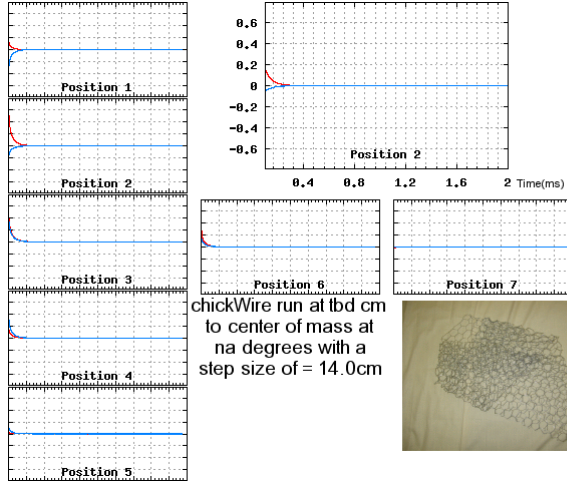 Position 1
Position 2
Position 3
Position 4
Position 5
0.6
0.4
0.2
0
-0.2
-0.4
-0.6
Position 2
0.4 0.8 1.2 1.6 2 Time(ms)
Position 6
Position 7
chickWire run at tbd cm
to center of mass at
na degrees with a
step size of = 14.0cm